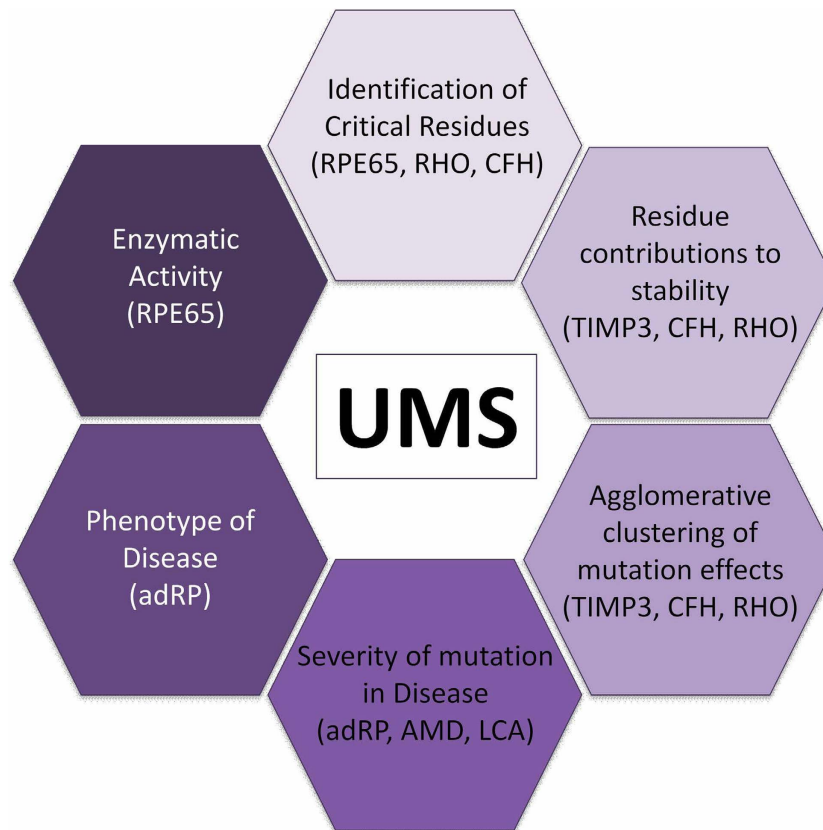 Identification of
Critical Residues
(RPE65, RHO, CFH)
Residue
contributions to
stability
(TIMP3, CFH, RHO)
Agglomerative
clustering of
mutation effects
(TIMP3, CFH, RHO)
Severity of mutation
in Disease
(adRP, AMD, LCA)
Phenotype of
Disease
(adRP)
Enzymatic
Activity
(RPE65)
UMS